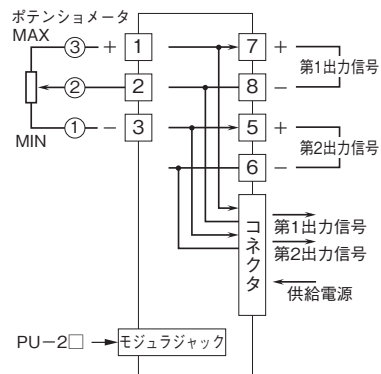 ポテンショメータ
MAX
③ + 1
② 2
① − 3
MIN
7 +
8 −
第1出力信号
5 +
6 −
第2出力信号
コネクタ
第1出力信号
第2出力信号
供給電源
PU−2□
モジュラジャック